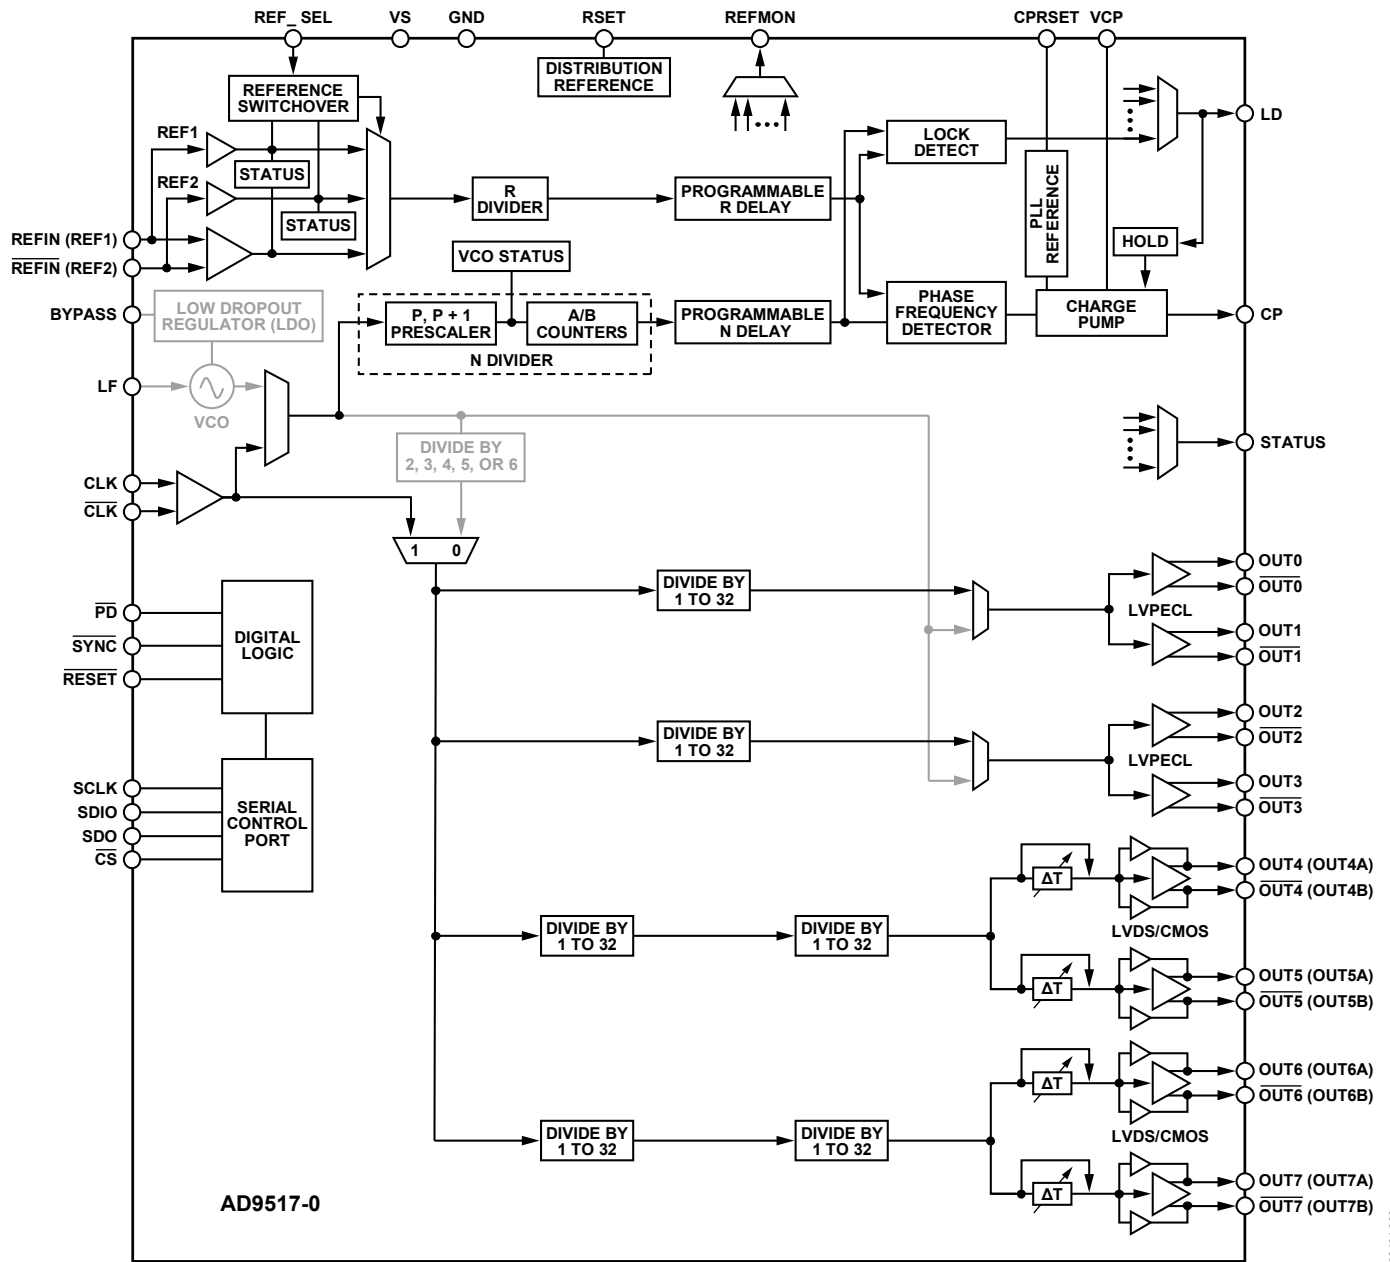 REF_ SEL VS GND RSET REFMON CPRSET VCP
DISTRIBUTION
REFERENCE
REFERENCE
SWITCHOVER
REF1
STATUS
REF2
STATUS
REFIN (REF1)
REFIN (REF2)
R
DIVIDER
PROGRAMMABLE
R DELAY
LOCK
DETECT
PLL
REFERENCE
LD
HOLD
VCO STATUS
BYPASS
LOW DROPOUT
REGULATOR (LDO)
P, P + 1
PRESCALER
A/B
COUNTERS
N DIVIDER
PROGRAMMABLE
N DELAY
PHASE
FREQUENCY
DETECTOR
CHARGE
PUMP
CP
LF
VCO
DIVIDE BY
2, 3, 4, 5, OR 6
STATUS
CLK
CLK
1 0
DIVIDE BY
1 TO 32
LVPECL
OUT0
OUT0
OUT1
OUT1
PD
SYNC
RESET
DIGITAL
LOGIC
DIVIDE BY
1 TO 32
LVPECL
OUT2
OUT2
OUT3
OUT3
SCLK
SDIO
SDO
CS
SERIAL
CONTROL
PORT
DIVIDE BY
1 TO 32
DIVIDE BY
1 TO 32
ΔT
OUT4 (OUT4A)
OUT4 (OUT4B)
LVDS/CMOS
ΔT
OUT5 (OUT5A)
OUT5 (OUT5B)
DIVIDE BY
1 TO 32
DIVIDE BY
1 TO 32
ΔT
OUT6 (OUT6A)
OUT6 (OUT6B)
LVDS/CMOS
ΔT
OUT7 (OUT7A)
OUT7 (OUT7B)
AD9517-0